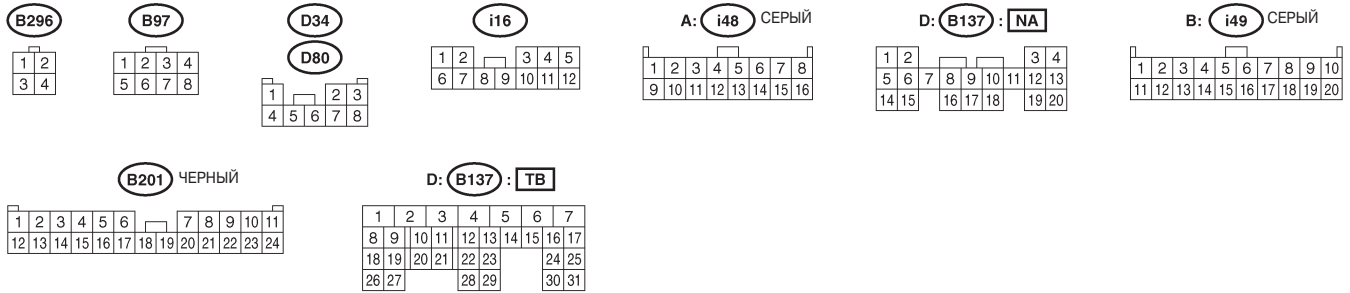 B296 B97 D34 i16 A: i48 СЕРЫЙ D: B137 : NA B: i49 СЕРЫЙ
D80
1 2
3 4
1 2 3 4
5 6 7 8
1 2 3
4 5 6 7 8
1 2 3 4 5
6 7 8 9 10 11 12
1 2 3 4 5 6 7 8
9 10 11 12 13 14 15 16
1 2 3 4
5 6 7 8 9 10 11 12 13
14 15 16 17 18 19 20
1 2 3 4 5 6 7 8 9 10
11 12 13 14 15 16 17 18 19 20
B201 ЧЕРНЫЙ D: B137 : TB
1 2 3 4 5 6 7 8 9 10 11
12 13 14 15 16 17 18 19 20 21 22 23 24
1 2 3 4 5 6 7
8 9 10 11 12 13 14 15 16 17
18 19 20 21 22 23 24 25
26 27 28 29 30 31